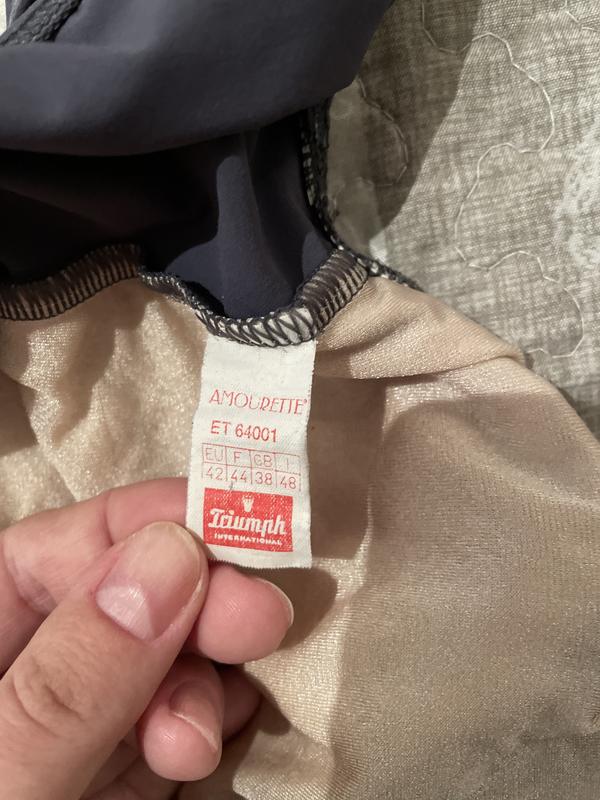 AMOURETTE®
ET 64001
EU F GB I
42 44 38 48
Triumph
INTERNATIONAL